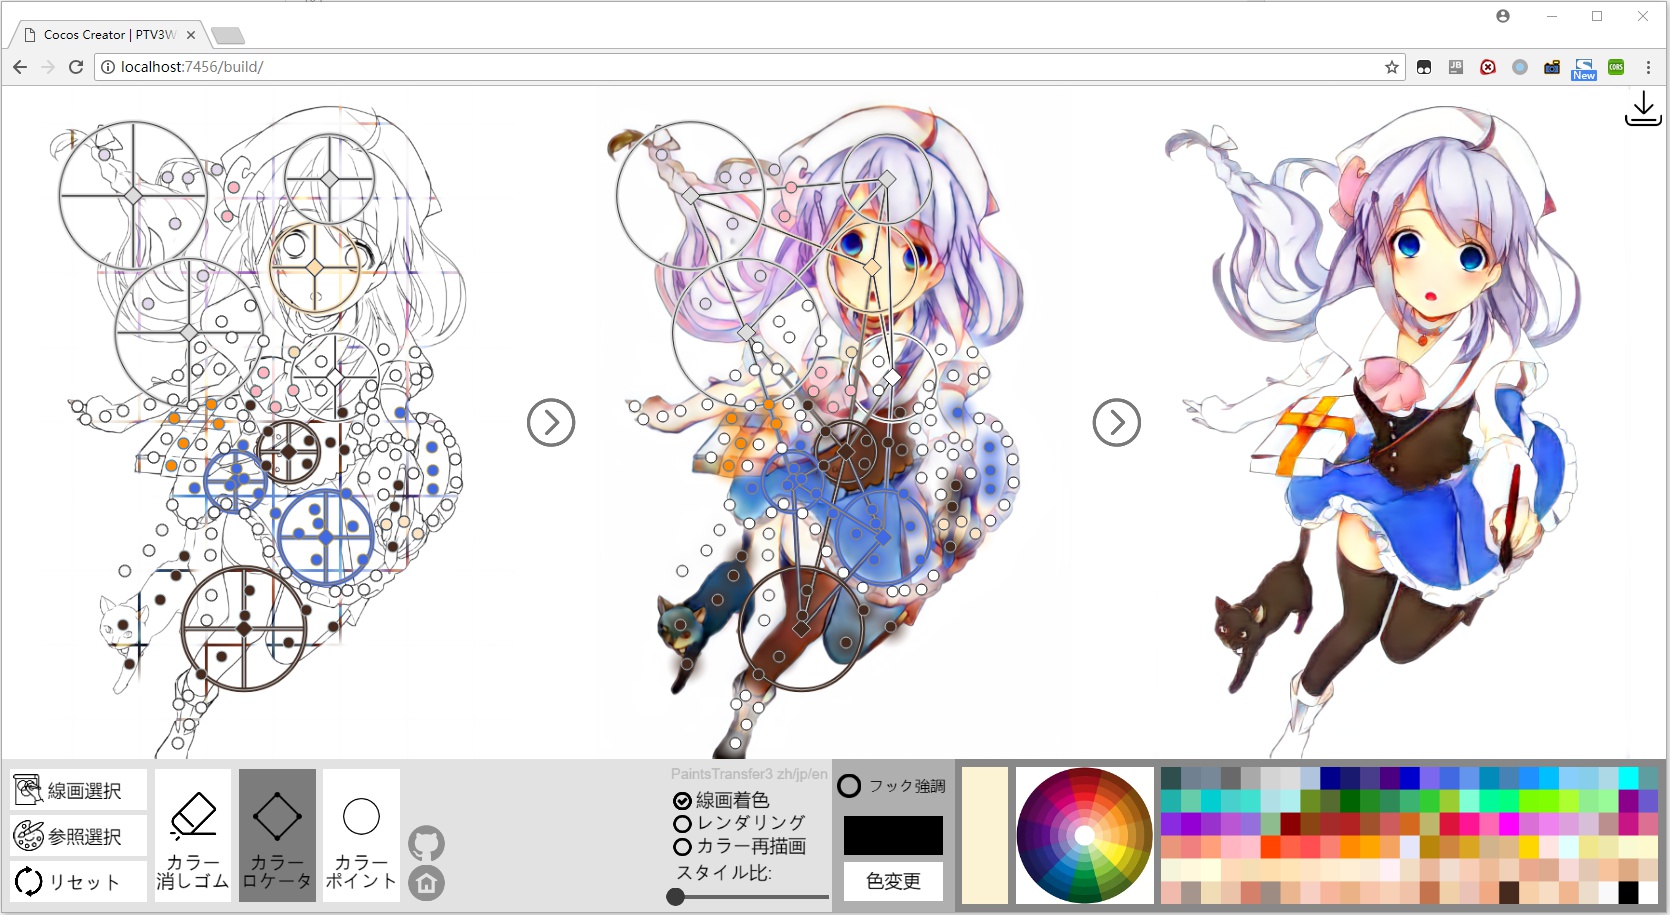 Cocos Creator | PTV3W
localhost:7456/build/
JB
New
CORS
線画選択
参照選択
リセット
カラー
消しゴム
カラー
ロケータ
カラー
ポイント
PaintsTransfer3 zh/jp/en
線画着色
レンダリング
カラー再描画
スタイル比:
フック強調
色変更